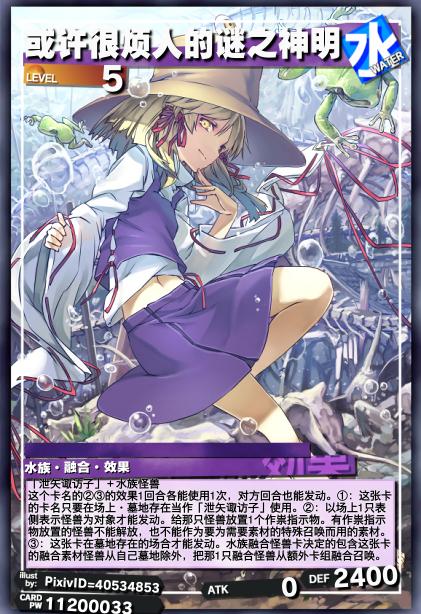 或许很烦人的谜之神明
水
WATER
LEVEL
5
水族・融合・效果
「泄矢诹访子」＋水族怪兽
这个卡名的②③的效果1回合各能使用1次，对方回合也能发动。①：这张卡
的卡名只要在场上・墓地存在当作「泄矢诹访子」使用。②：以场上1只表
侧表示怪兽为对象才能发动。给那只怪兽放置1个作祟指示物。有作祟指示
物放置的怪兽不能解放，也不能作为要为需要素材的特殊召唤而用的素材。
③：这张卡在墓地存在的场合才能发动。水族融合怪兽卡决定的包含这张卡
的融合素材怪兽从自己墓地除外，把那1只融合怪兽从额外卡组融合召唤。
illust by:
PixivID=40534853
ATK 0 DEF 2400
CARD PW 11200033